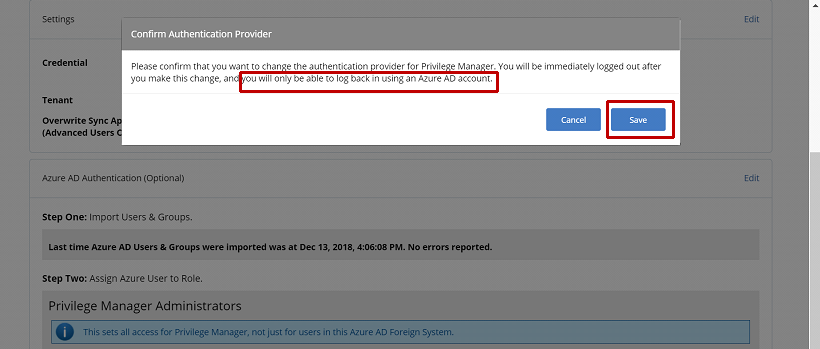 Settings
Edit
Confirm Authentication Provider
Please confirm that you want to change the authentication provider for Privilege Manager. You will be immediately logged out after
you make this change, and you will only be able to log back in using an Azure AD account.
Credential
Tenant
Overwrite Sync Ap
(Advanced Users O
Cancel
Save
Azure AD Authentication (Optional)
Edit
Step One: Import Users & Groups.
Last time Azure AD Users & Groups were imported was at Dec 13, 2018, 4:06:08 PM. No errors reported.
Step Two: Assign Azure User to Role.
Privilege Manager Administrators
This sets all access for Privilege Manager, not just for users in this Azure AD Foreign System.